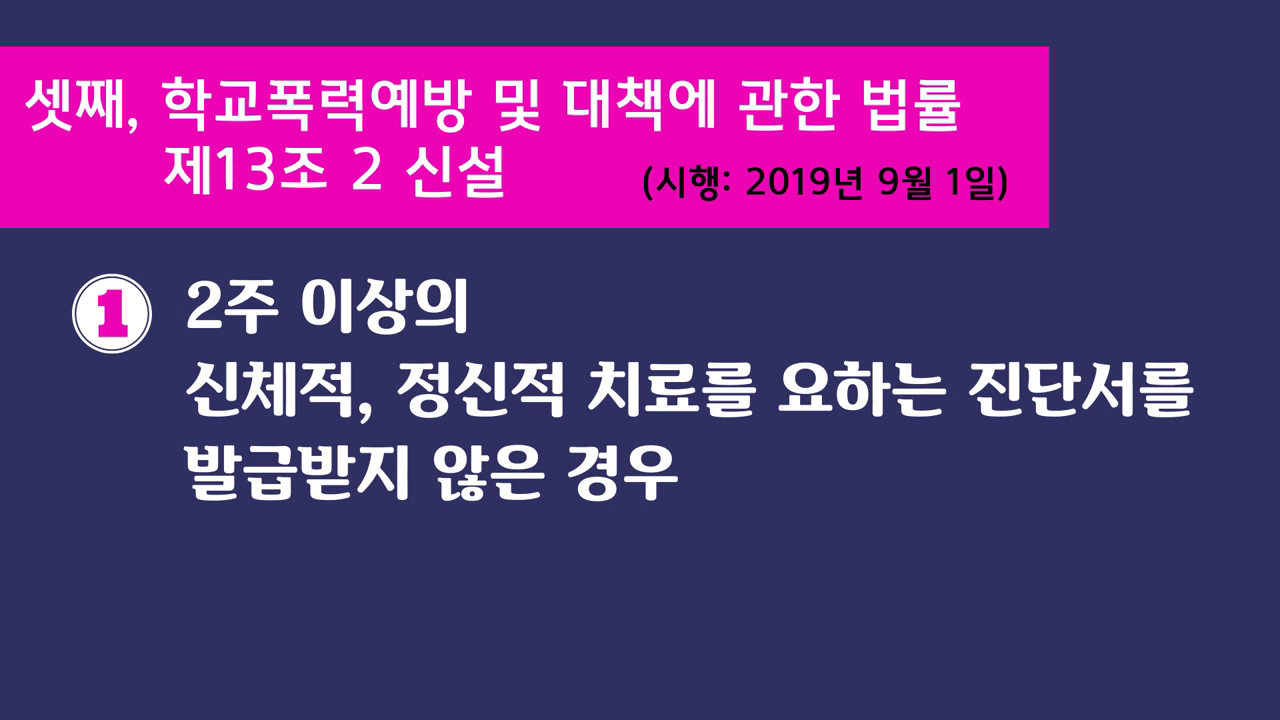 셋째, 학교폭력예방 및 대책에 관한 법률
제13조 2 신설
(시행: 2019년 9월 1일)
1
2주 이상의
신체적, 정신적 치료를 요하는 진단서를
발급받지 않은 경우